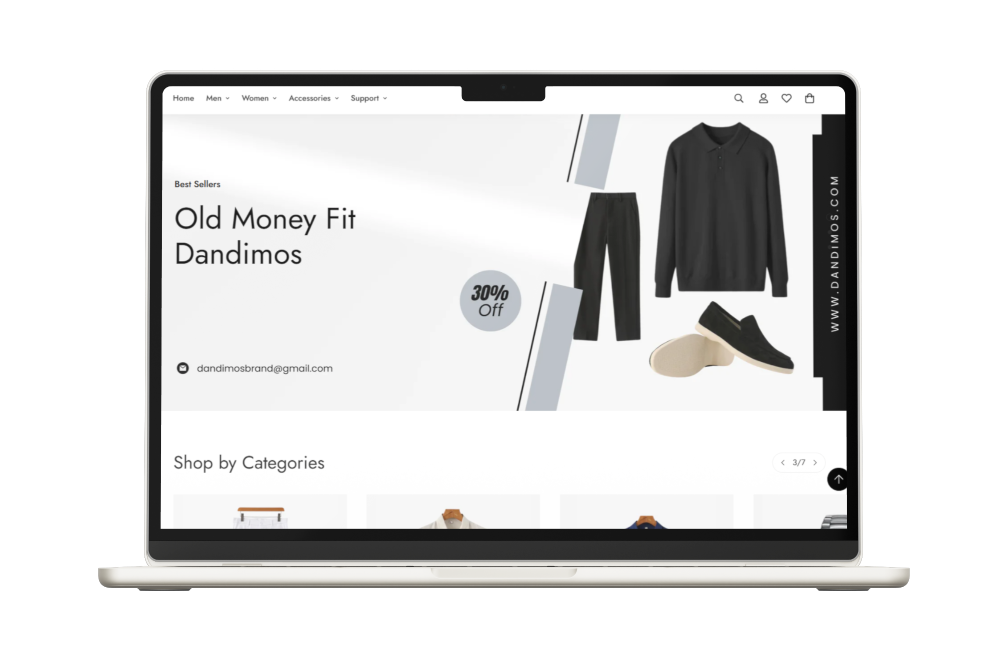 Home Men Women Accessories Support
Best Sellers
Old Money Fit
Dandimos
30%
Off
dandimosbrand@gmail.com
WWW.DANDIMOS.COM
Shop by Categories
3/7